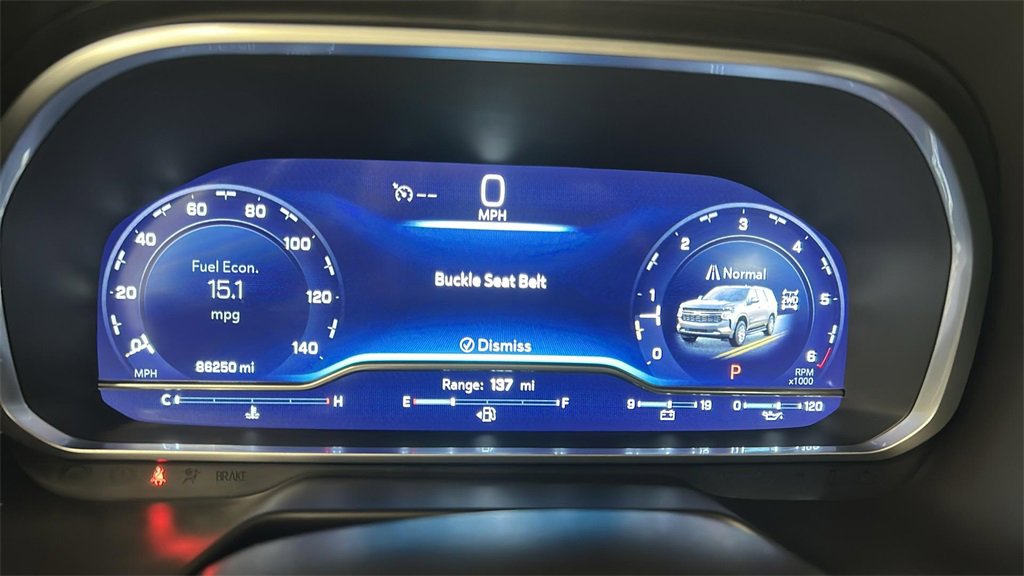 --
0
MPH
Buckle Seat Belt
Dismiss
0
20
40
60
80
100
120
140
MPH
Fuel Econ.
15.1
mpg
86250 mi
0
1
2
3
4
5
6
RPM
x1000
Normal
2WD
P
Range: 137 mi
C H
E F
9 19
0 120
BRAKE